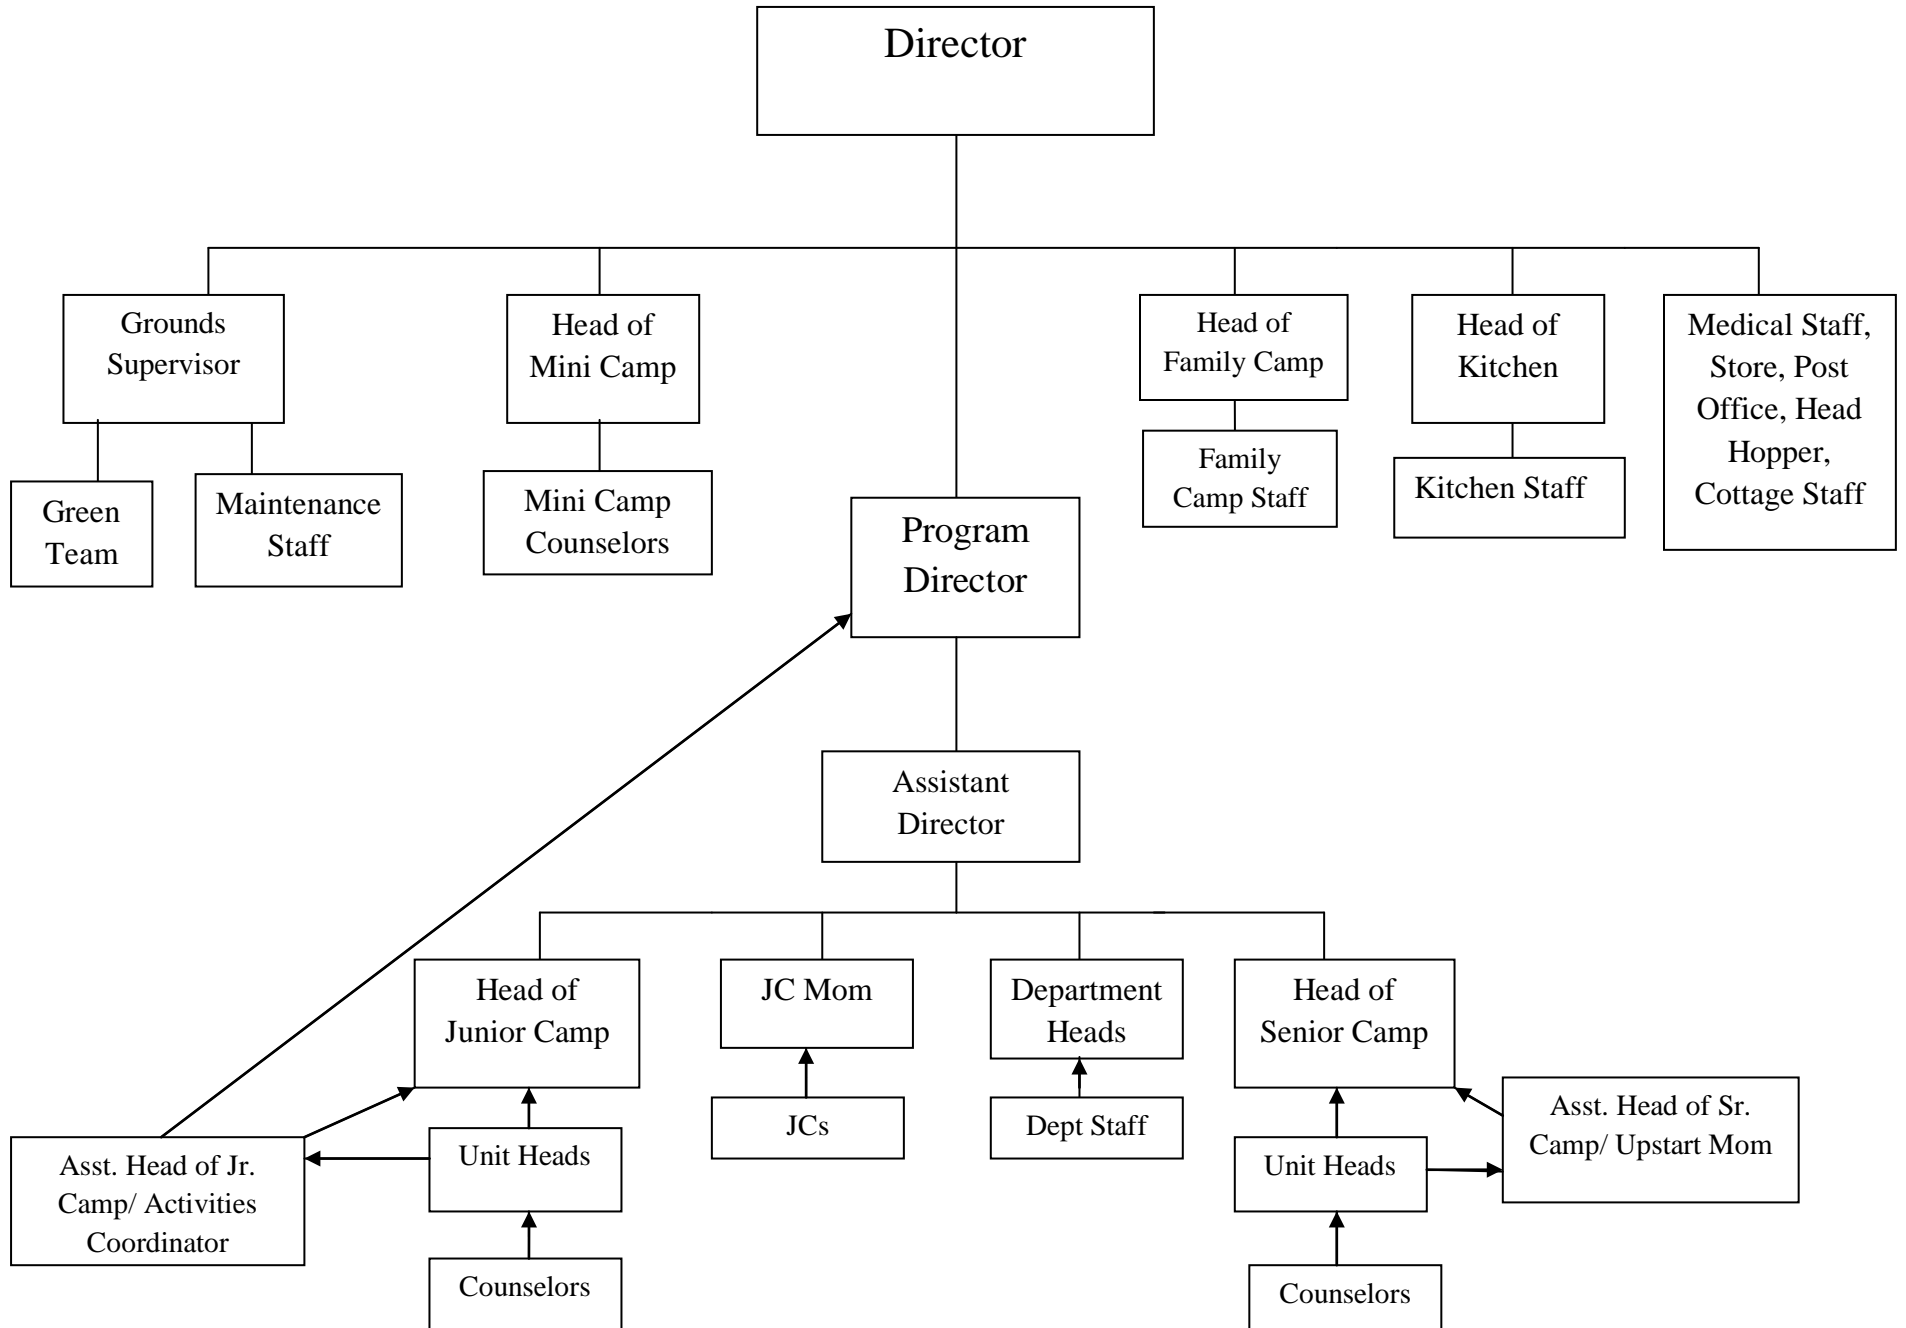 Director
Grounds
Supervisor
Head of
Mini Camp
Head of
Family Camp
Head of
Kitchen
Medical Staff,
Store, Post
Office, Head
Hopper,
Cottage Staff
Green
Team
Maintenance
Staff
Mini Camp
Counselors
Family
Camp Staff
Kitchen Staff
Program
Director
Assistant
Director
Head of
Junior Camp
JC Mom
Department
Heads
Head of
Senior Camp
Asst. Head of Jr.
Camp/ Activities
Coordinator
Unit Heads
JCs
Dept Staff
Unit Heads
Asst. Head of Sr.
Camp/ Upstart Mom
Counselors
Counselors